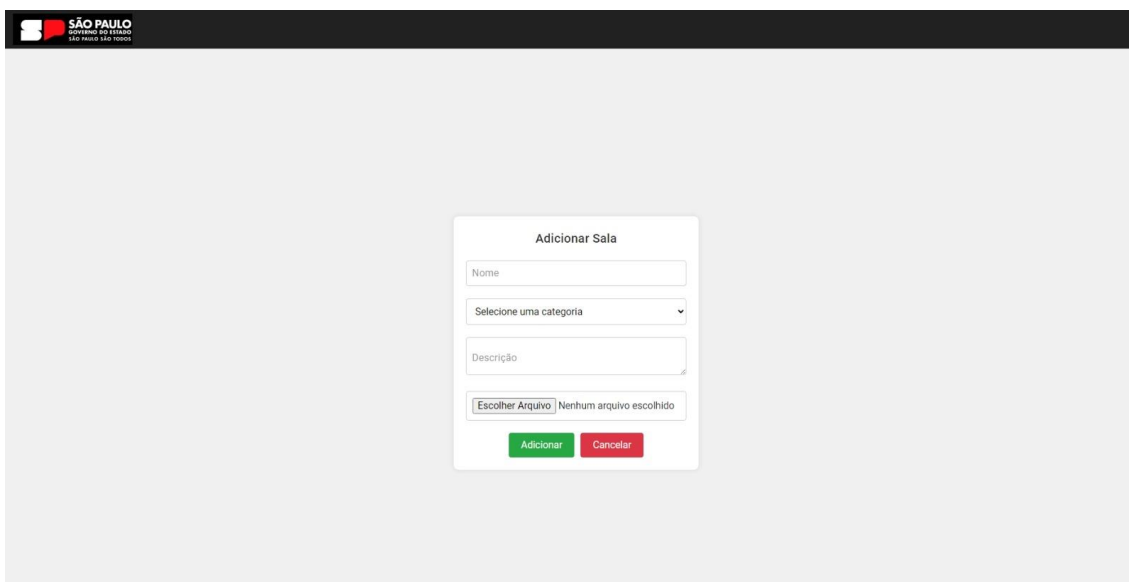 SÃO PAULO
GOVERNO DO ESTADO
SÃO PAULO SÃO TODOS
Adicionar Sala
Nome
Selecione uma categoria
Descrição
Escolher Arquivo Nenhum arquivo escolhido
Adicionar Cancelar